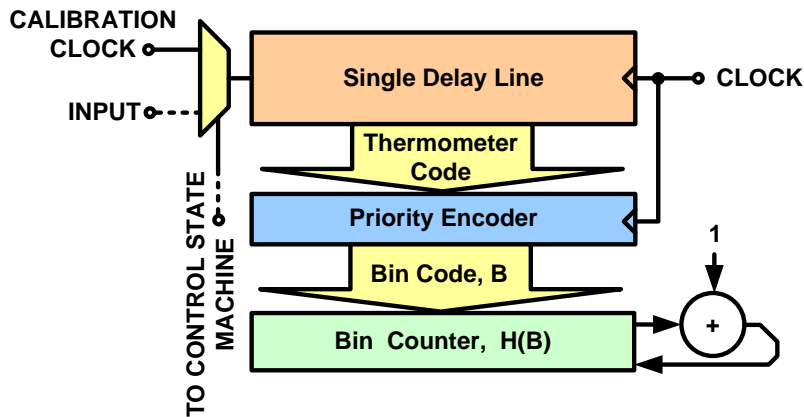 CALIBRATION
CLOCK
INPUT
TO CONTROL STATE
MACHINE
Single Delay Line
CLOCK
Thermometer
Code
Priority Encoder
Bin Code, B
Bin Counter, H(B)
1
+